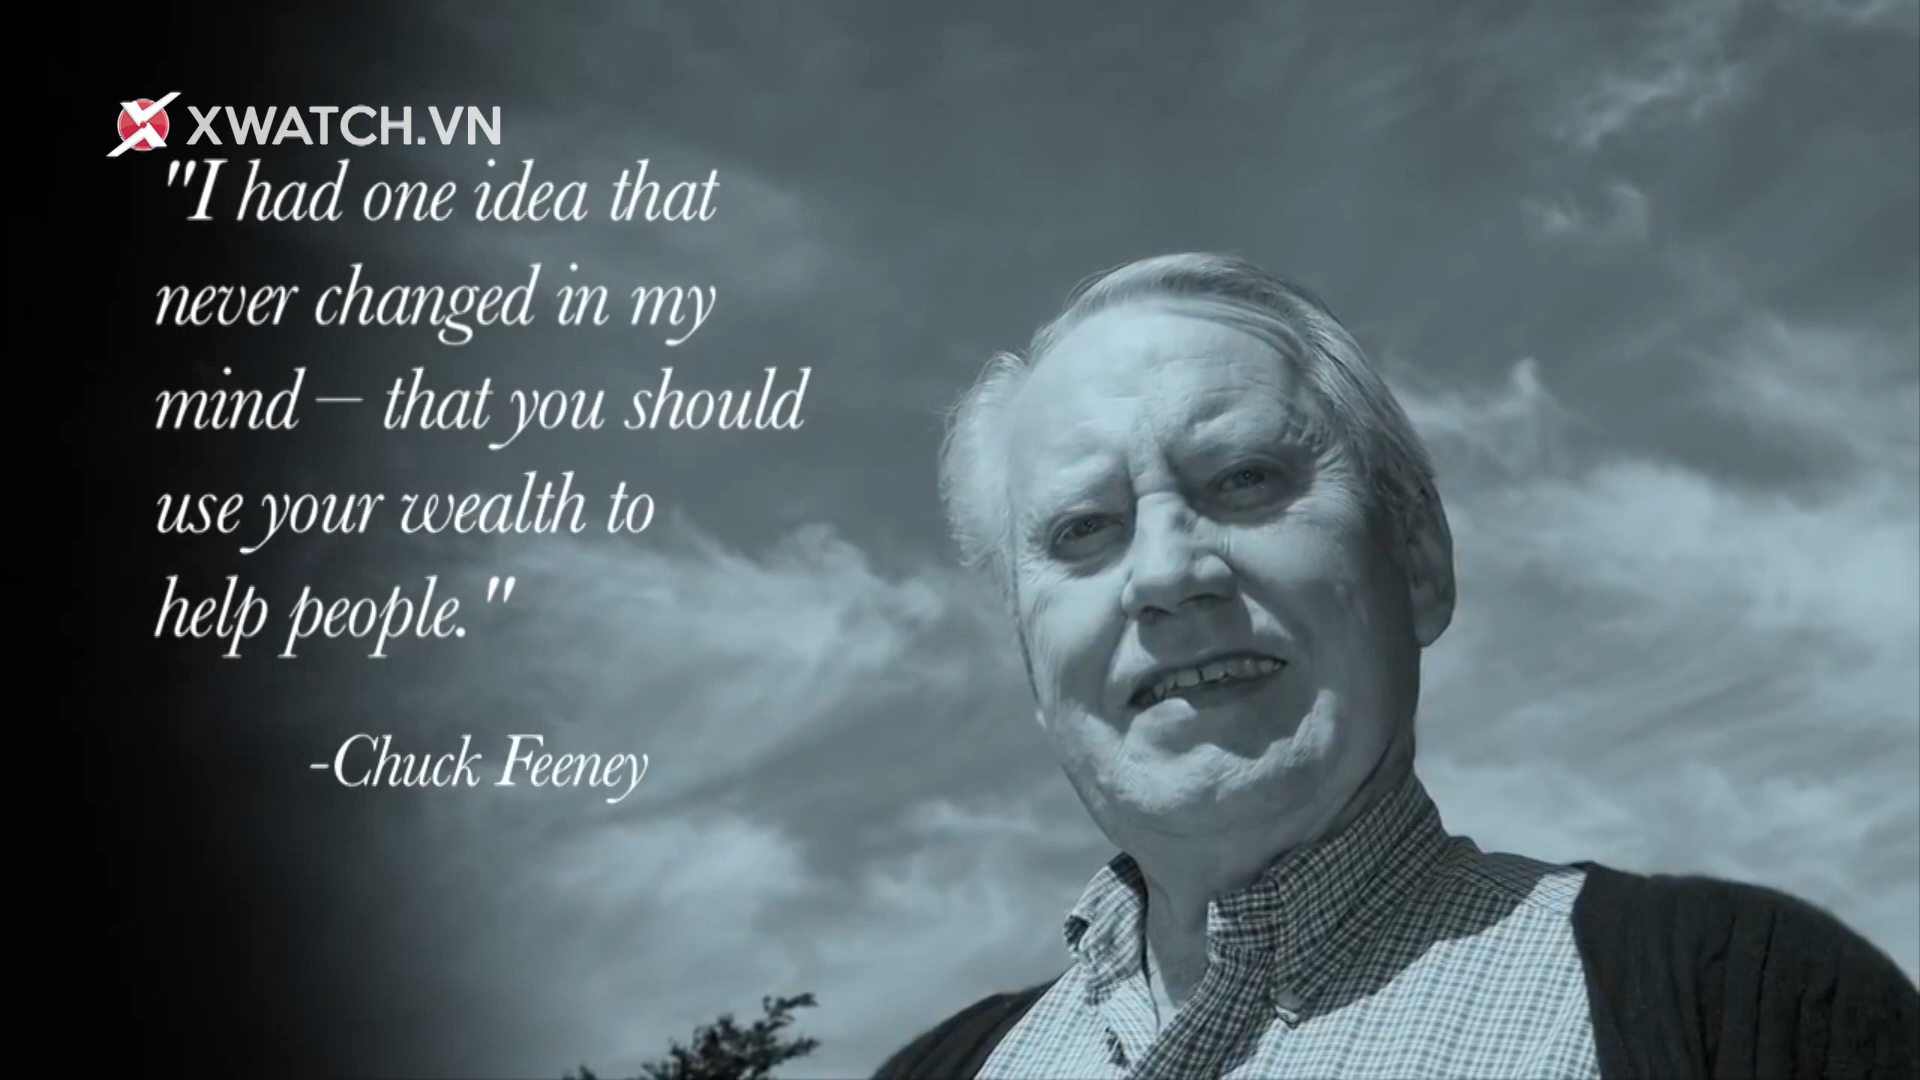 XWATCH.VN
"I had one idea that
never changed in my
mind – that you should
use your wealth to
help people."
-Chuck Feeney